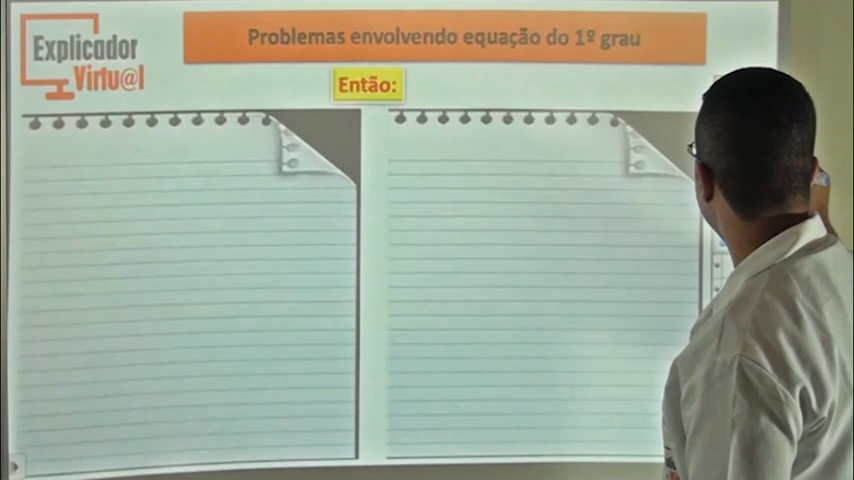 Explicador
Virtu@l
Problemas envolvendo equação do 1º grau
Então: